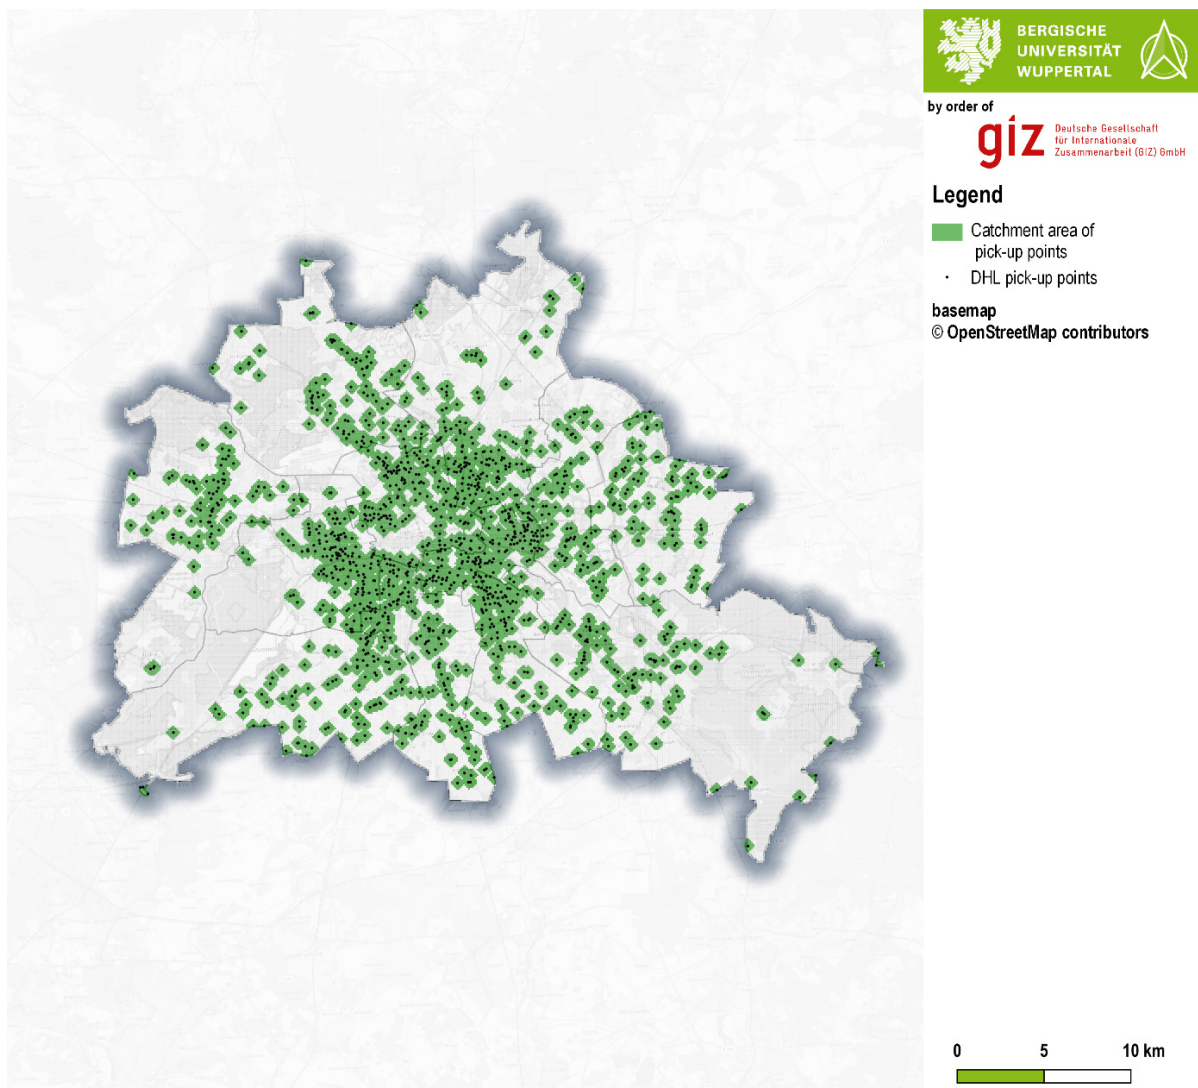 BERGISCHE
UNIVERSITÄT
WUPPERTAL
by order of
giz
Deutsche Gesellschaft
für Internationale
Zusammenarbeit (GIZ) GmbH
Legend
Catchment area of
pick-up points
DHL pick-up points
basemap
© OpenStreetMap contributors
0 5 10 km